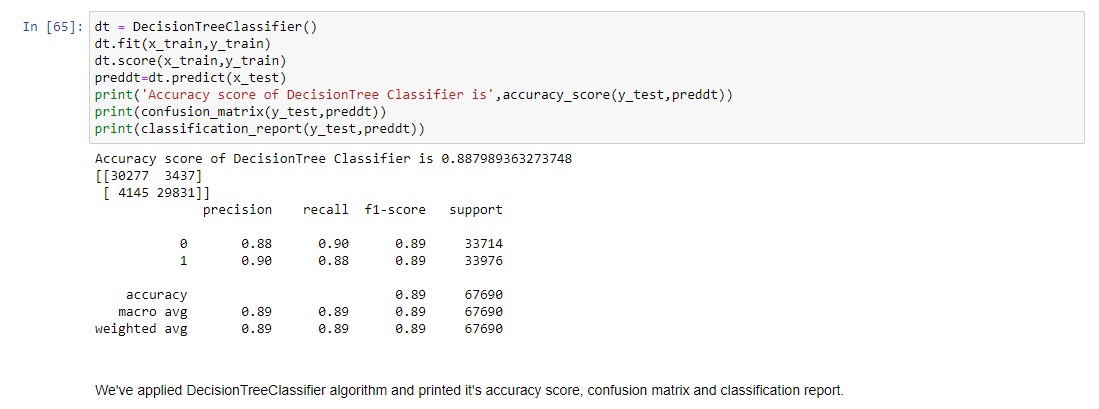 In [65]: dt = DecisionTreeClassifier()
dt.fit(x_train,y_train)
dt.score(x_train,y_train)
preddt=dt.predict(x_test)
print('Accuracy score of DecisionTree Classifier is',accuracy_score(y_test,preddt))
print(confusion_matrix(y_test,preddt))
print(classification_report(y_test,preddt))
Accuracy score of DecisionTree Classifier is 0.887989363273748
[[30277  3437]
 [ 4145 29831]]
              precision    recall  f1-score   support
           0       0.88      0.90      0.89     33714
           1       0.90      0.88      0.89     33976
    accuracy                           0.89     67690
   macro avg       0.89      0.89      0.89     67690
weighted avg       0.89      0.89      0.89     67690
We've applied DecisionTreeClassifier algorithm and printed it's accuracy score, confusion matrix and classification report.